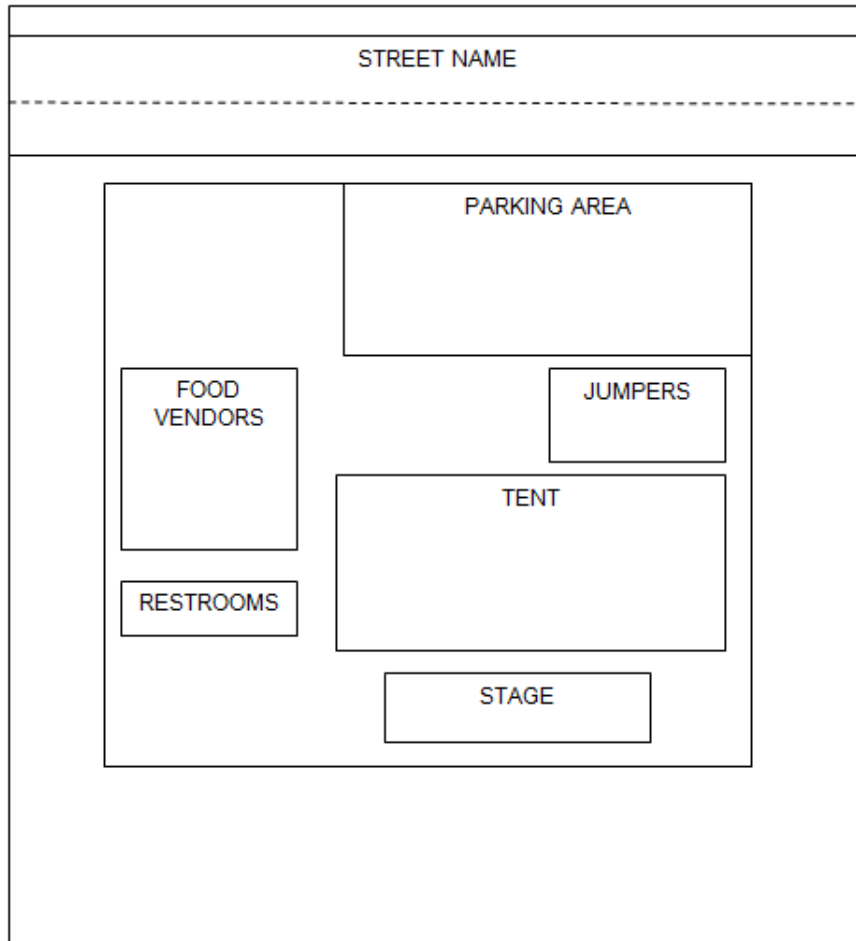 STREET NAME
PARKING AREA
FOOD
VENDORS
JUMPERS
TENT
RESTROOMS
STAGE